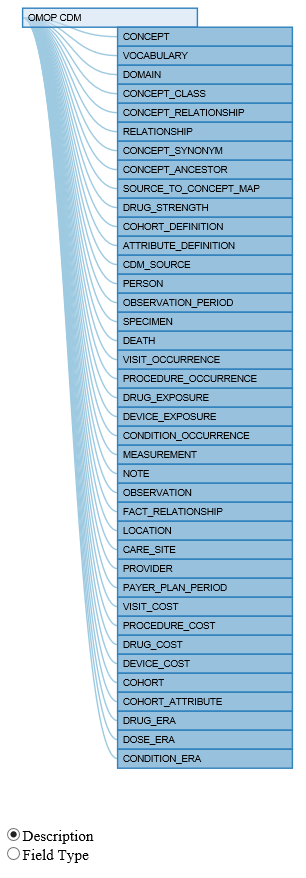 OMOP CDM
CONCEPT
VOCABULARY
DOMAIN
CONCEPT_CLASS
CONCEPT_RELATIONSHIP
RELATIONSHIP
CONCEPT_SYNONYM
CONCEPT_ANCESTOR
SOURCE_TO_CONCEPT_MAP
DRUG_STRENGTH
COHORT_DEFINITION
ATTRIBUTE_DEFINITION
CDM_SOURCE
PERSON
OBSERVATION_PERIOD
SPECIMEN
DEATH
VISIT_OCCURRENCE
PROCEDURE_OCCURRENCE
DRUG_EXPOSURE
DEVICE_EXPOSURE
CONDITION_OCCURRENCE
MEASUREMENT
NOTE
OBSERVATION
FACT_RELATIONSHIP
LOCATION
CARE_SITE
PROVIDER
PAYER_PLAN_PERIOD
VISIT_COST
PROCEDURE_COST
DRUG_COST
DEVICE_COST
COHORT
COHORT_ATTRIBUTE
DRUG_ERA
DOSE_ERA
CONDITION_ERA
Description
Field Type